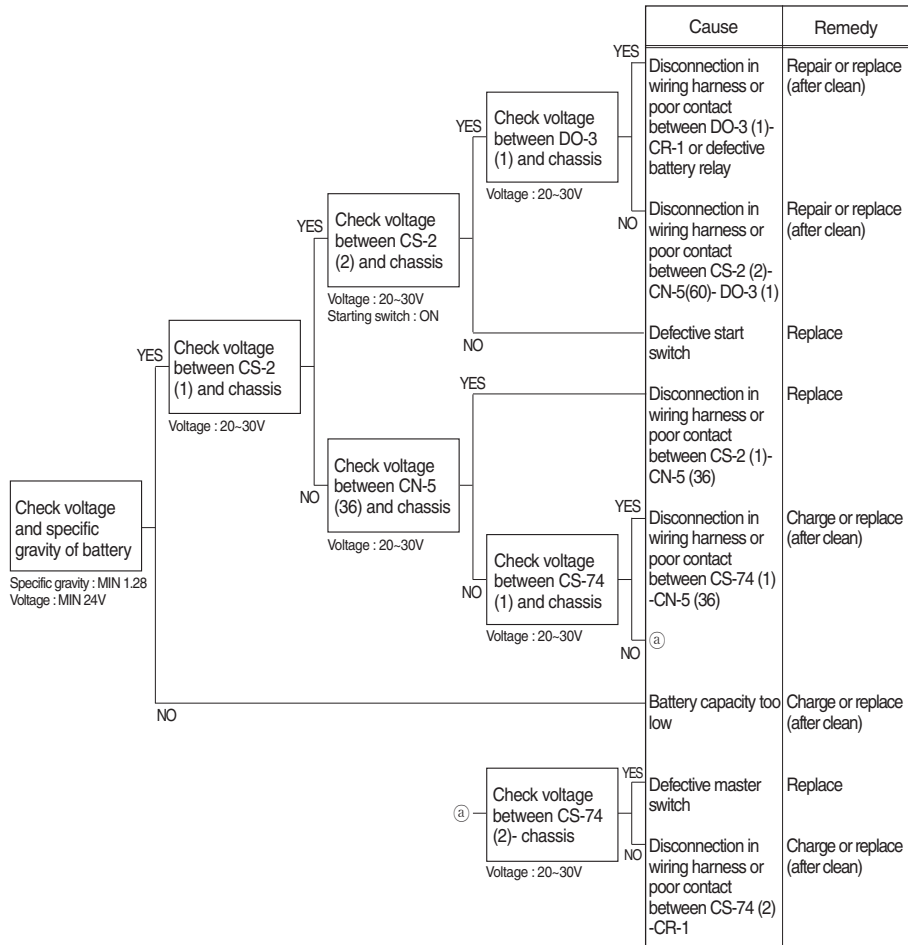 Cause
Remedy
YES
Disconnection in
wiring harness or
poor contact
between DO-3 (1)-
CR-1 or defective
battery relay
Repair or replace
(after clean)
YES
Check voltage
between DO-3
(1) and chassis
Voltage : 20~30V
NO
Disconnection in
wiring harness or
poor contact
between CS-2 (2)-
CN-5(60)- DO-3 (1)
Repair or replace
(after clean)
YES
Check voltage
between CS-2
(2) and chassis
Voltage : 20~30V
Starting switch : ON
NO
Defective start
switch
Replace
YES
Check voltage
between CS-2
(1) and chassis
Voltage : 20~30V
YES
Disconnection in
wiring harness or
poor contact
between CS-2 (1)-
CN-5 (36)
Replace
NO
Check voltage
between CN-5
(36) and chassis
Voltage : 20~30V
Check voltage
and specific
gravity of battery
Specific gravity : MIN 1.28
Voltage : MIN 24V
YES
Disconnection in
wiring harness or
poor contact
between CS-74 (1)
-CN-5 (36)
Charge or replace
(after clean)
NO
Check voltage
between CS-74
(1) and chassis
Voltage : 20~30V
NO
ⓐ
NO
Battery capacity too
low
Charge or replace
(after clean)
ⓐ
Check voltage
between CS-74
(2)- chassis
Voltage : 20~30V
YES
Defective master
switch
Replace
NO
Disconnection in
wiring harness or
poor contact
between CS-74 (2)
-CR-1
Charge or replace
(after clean)